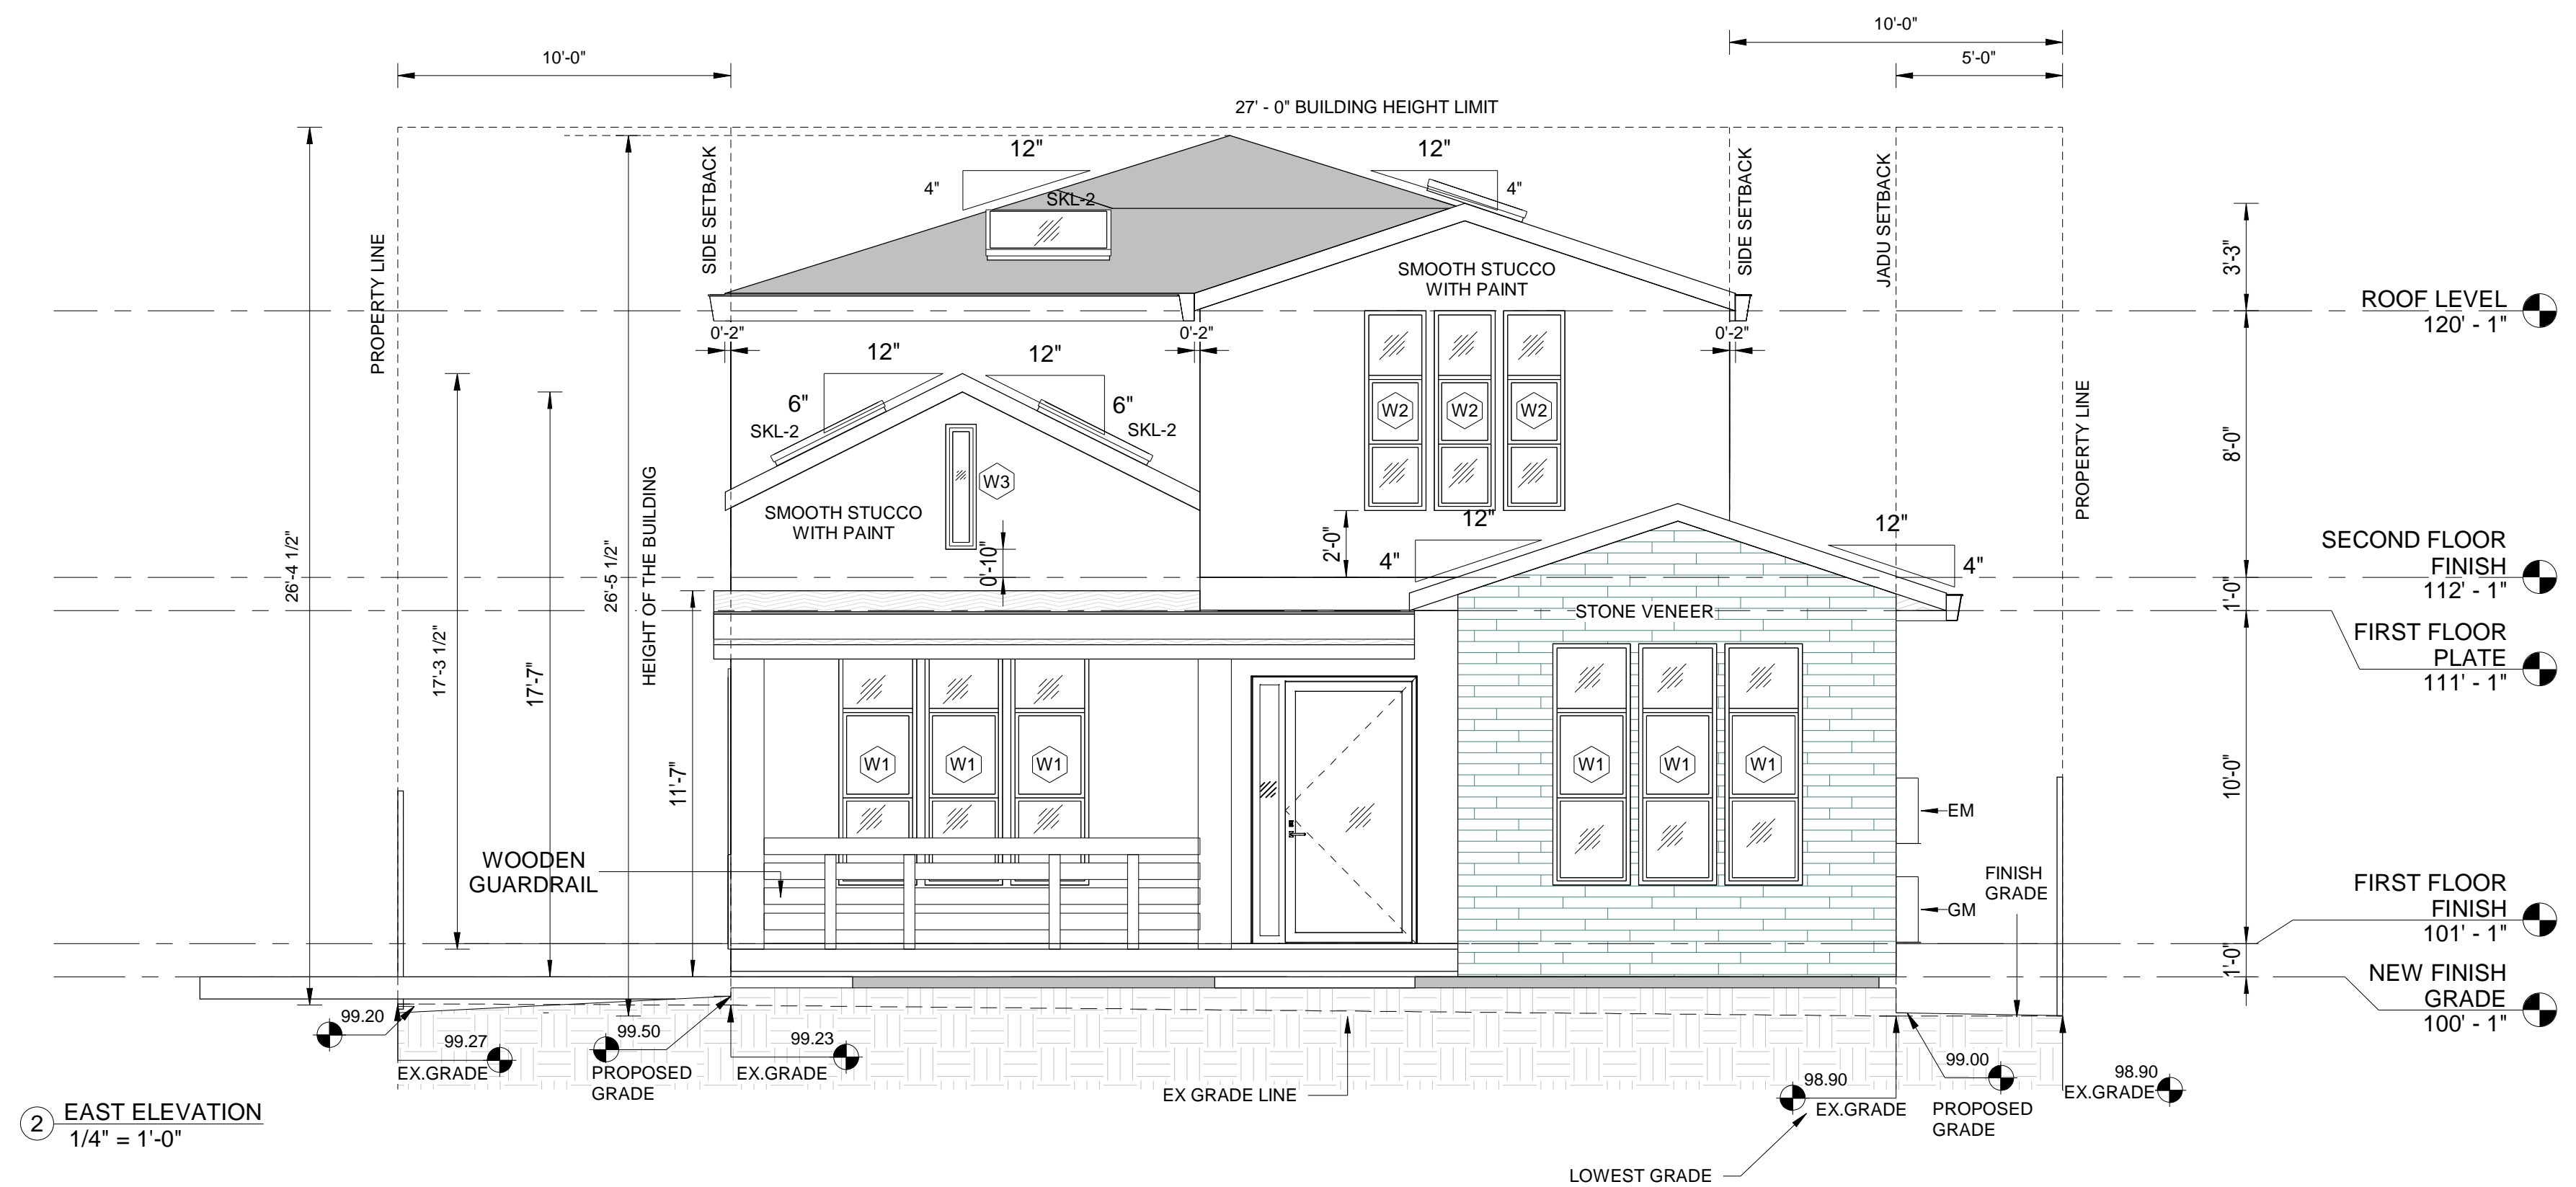 10'-0"
10'-0"
5'-0"
27' - 0" BUILDING HEIGHT LIMIT
PROPERTY LINE
SIDE SETBACK
SIDE SETBACK
JADU SETBACK
PROPERTY LINE
12"
4"
SKL-2
12"
4"
SMOOTH STUCCO
WITH PAINT
3'-3"
ROOF LEVEL
120' - 1"
0'-2"
0'-2"
0'-2"
12"
12"
6"
6"
SKL-2
SKL-2
W2
W2
W2
8'-0"
W3
SMOOTH STUCCO
WITH PAINT
0'-10"
2'-0"
12"
4"
12"
4"
SECOND FLOOR
FINISH
112' - 1"
1'-0"
26'-4 1/2"
17'-3 1/2"
17'-7"
26'-5 1/2"
HEIGHT OF THE BUILDING
11'-7"
STONE VENEER
FIRST FLOOR
PLATE
111' - 1"
W1
W1
W1
W1
W1
W1
10'-0"
EM
GM
WOODEN
GUARDRAIL
FINISH
GRADE
FIRST FLOOR
FINISH
101' - 1"
1'-0"
NEW FINISH
GRADE
100' - 1"
99.20
99.27
EX.GRADE
99.50
PROPOSED
GRADE
99.23
EX.GRADE
EX GRADE LINE
98.90
EX.GRADE
99.00
PROPOSED
GRADE
98.90
EX.GRADE
LOWEST GRADE
2
EAST ELEVATION
1/4" = 1'-0"